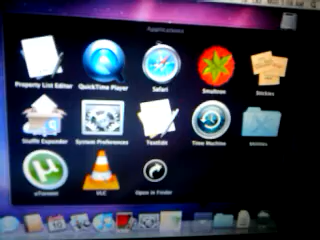 Applications
Property List Editor QuickTime Player Safari Smultron Stickies
Stuffit Expander System Preferences TextEdit Time Machine Utilities
uTorrent VLC Open in Finder